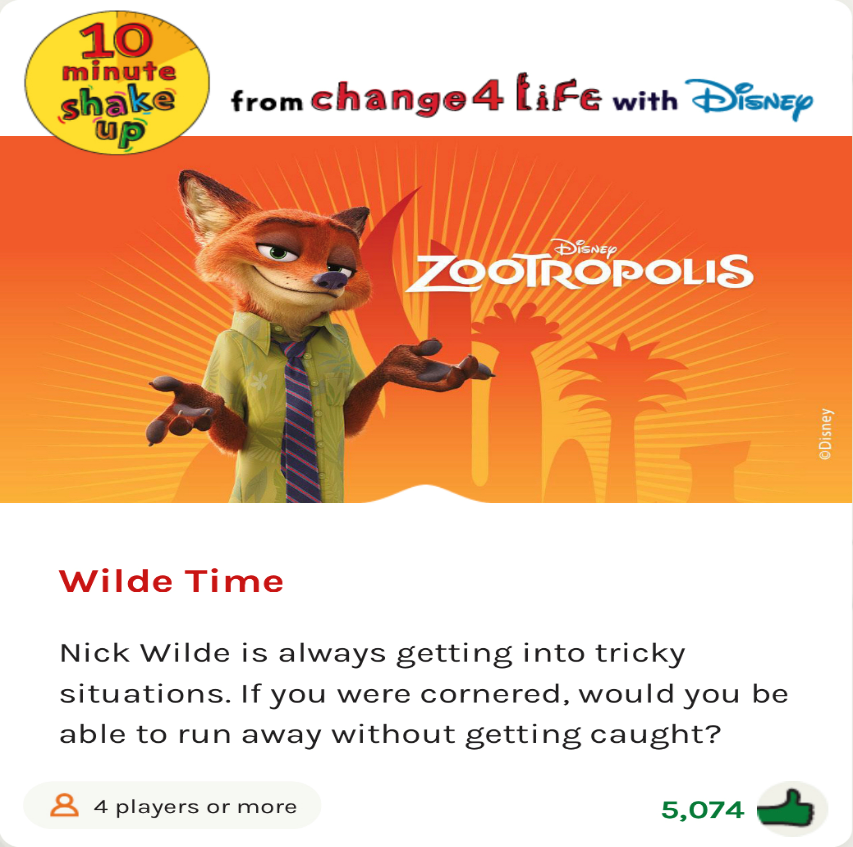 10
minute
shake
up
from change4Life with Disney
Disney
ZOOTROPOLIS
©Disney
Wilde Time
Nick Wilde is always getting into tricky
situations. If you were cornered, would you be
able to run away without getting caught?
4 players or more
5,074